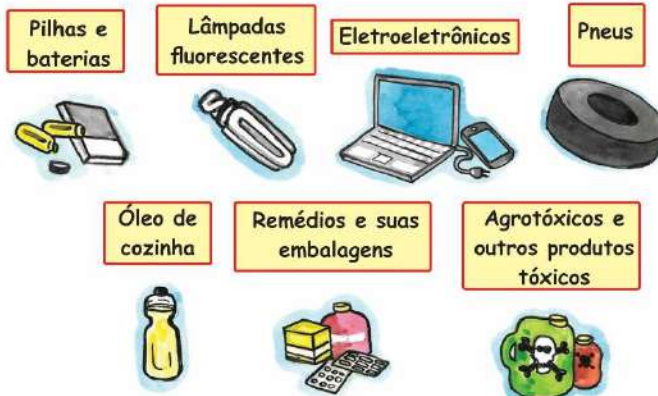 Pilhas e
baterias
Lâmpadas
fluorescentes
Eletroeletrônicos
Pneus
Óleo de
cozinha
Remédios e suas
embalagens
Agrotóxicos e
outros produtos
tóxicos